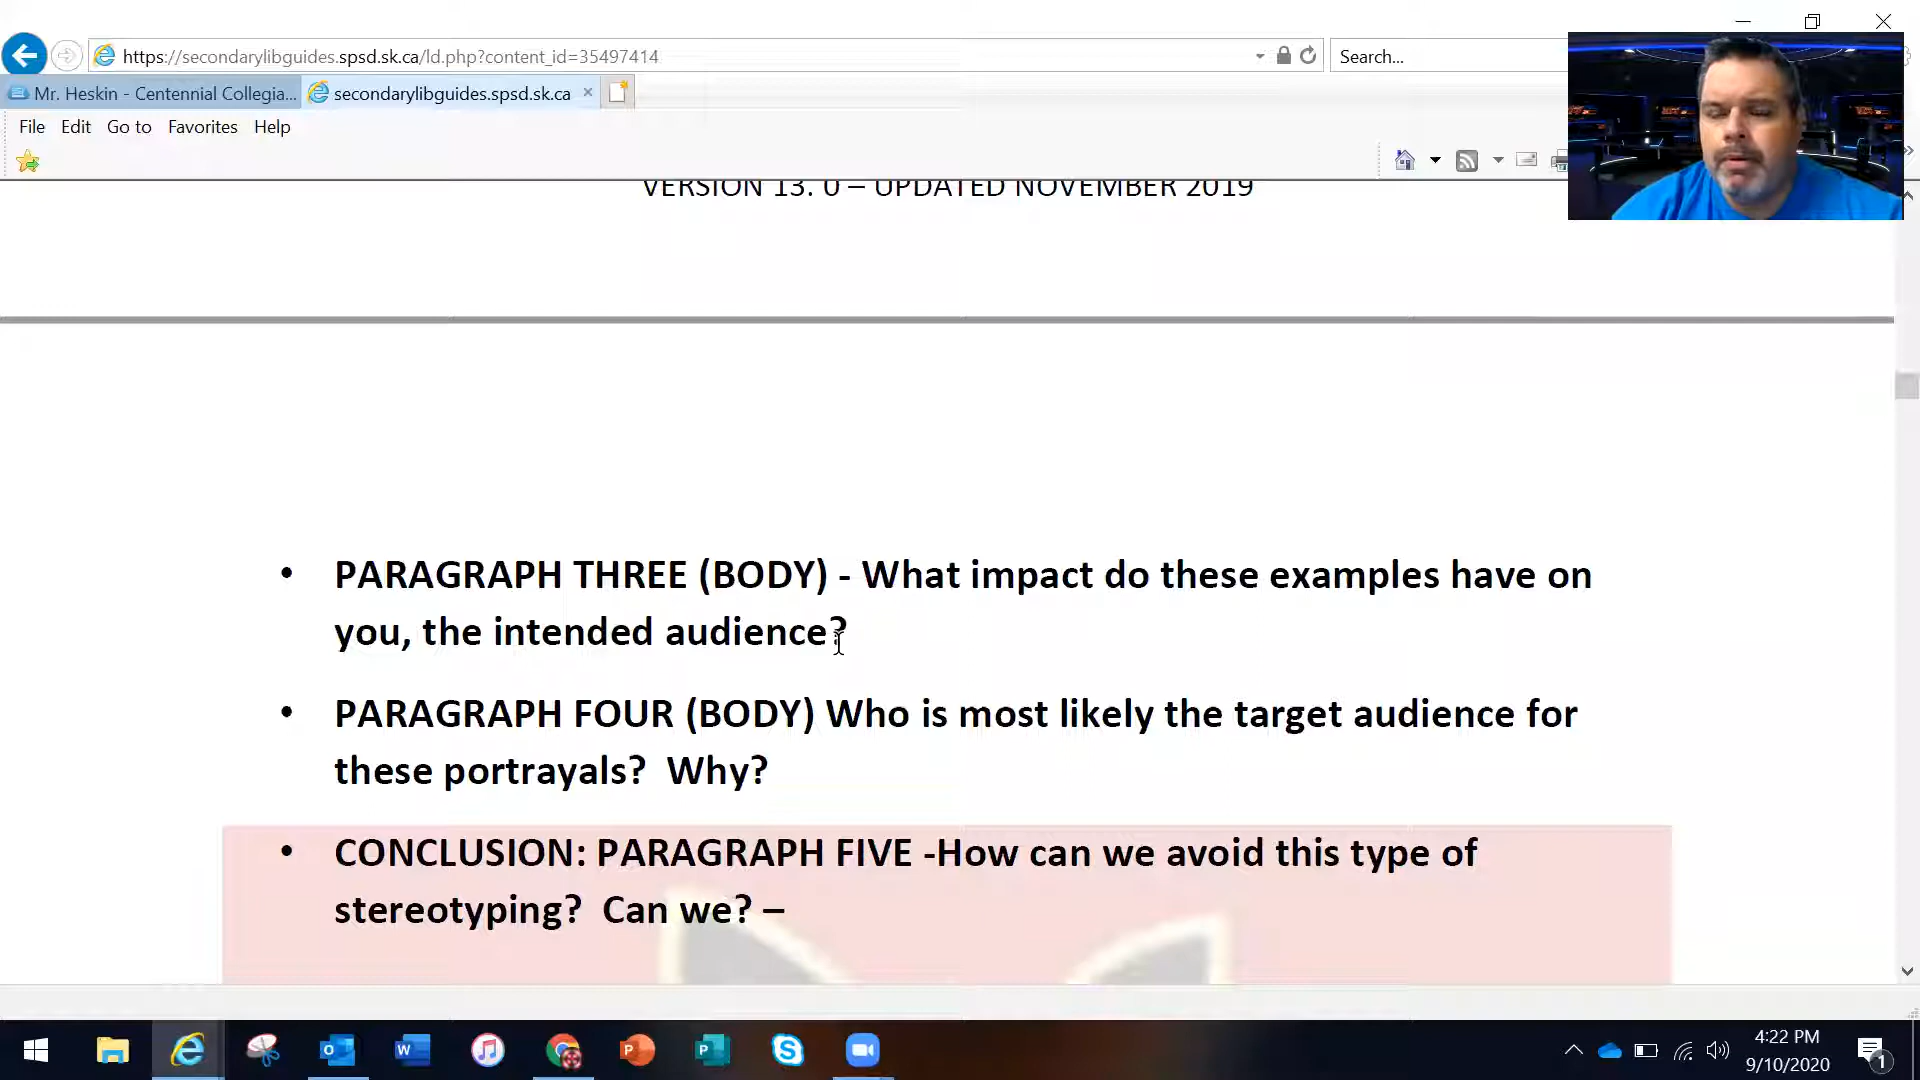 https://secondarylibguides.spsd.sk.ca/ld.php?content_id=35497414
Search...
Mr. Heskin - Centennial Collegia...
secondarylibguides.spsd.sk.ca
File Edit Go to Favorites Help
VERSION 13. 0 – UPDATED NOVEMBER 2019
• PARAGRAPH THREE (BODY) - What impact do these examples have on
you, the intended audience?
• PARAGRAPH FOUR (BODY) Who is most likely the target audience for
these portrayals?  Why?
• CONCLUSION: PARAGRAPH FIVE -How can we avoid this type of
stereotyping?  Can we? –
4:22 PM
9/10/2020
1